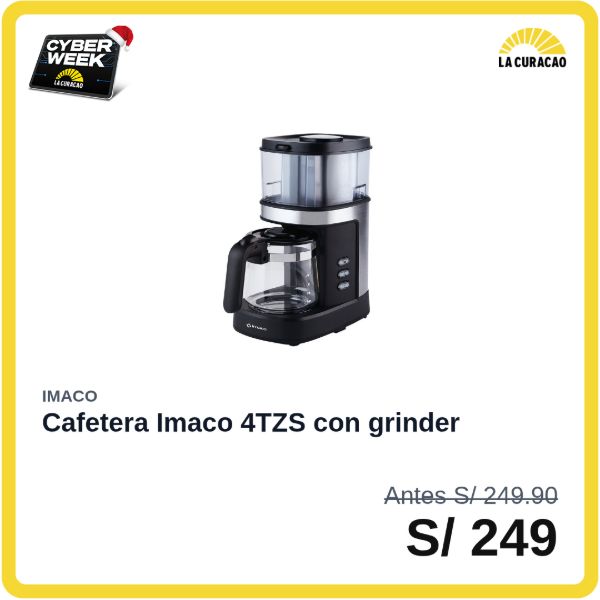 CYBER
WEEK
LA CURACAO
LA CURACAO
IMACO
Cafetera Imaco 4TZS con grinder
Antes S/ 249.90
S/ 249